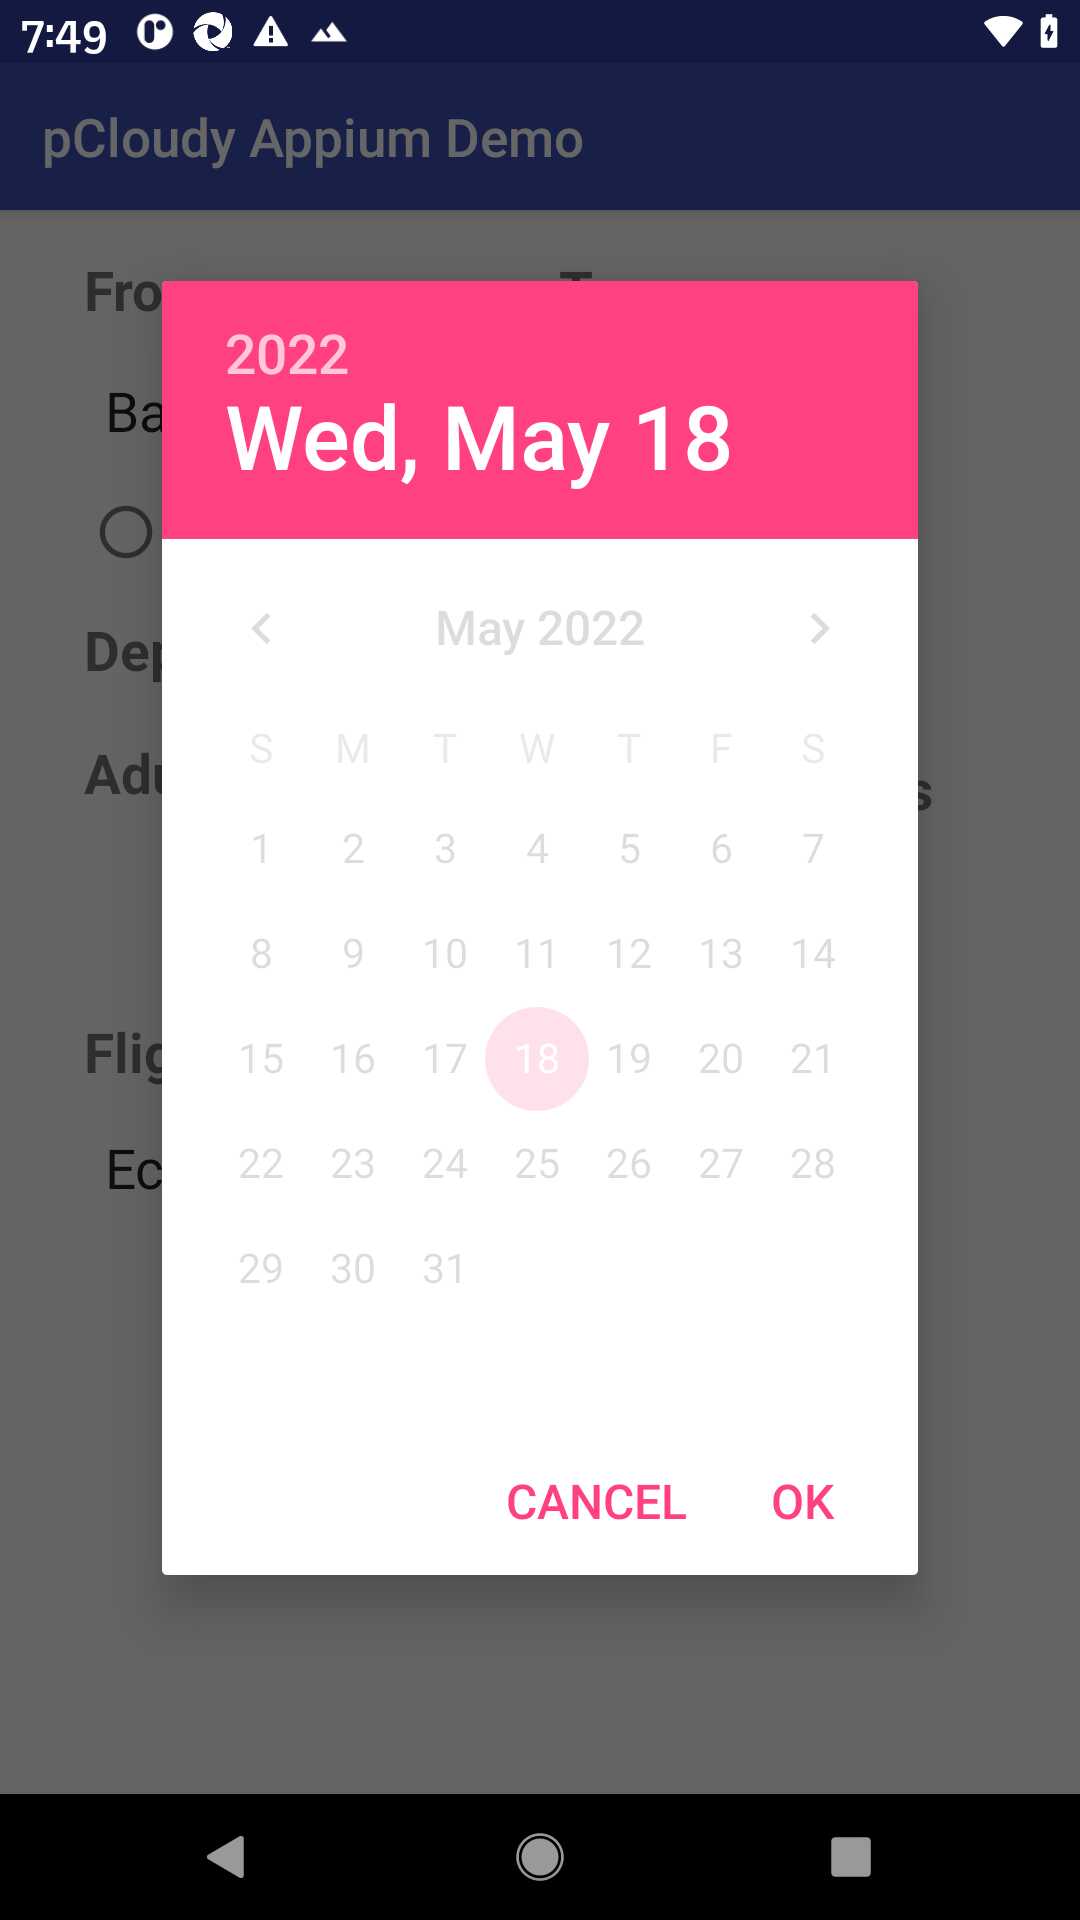 7:49
pCloudy Appium Demo
Fro
Ba
Dep
Adu
s
Flig
Ec
2022
Wed, May 18
May 2022
S M T W T F S
1 2 3 4 5 6 7
8 9 10 11 12 13 14
15 16 17 18 19 20 21
22 23 24 25 26 27 28
29 30 31
CANCEL OK